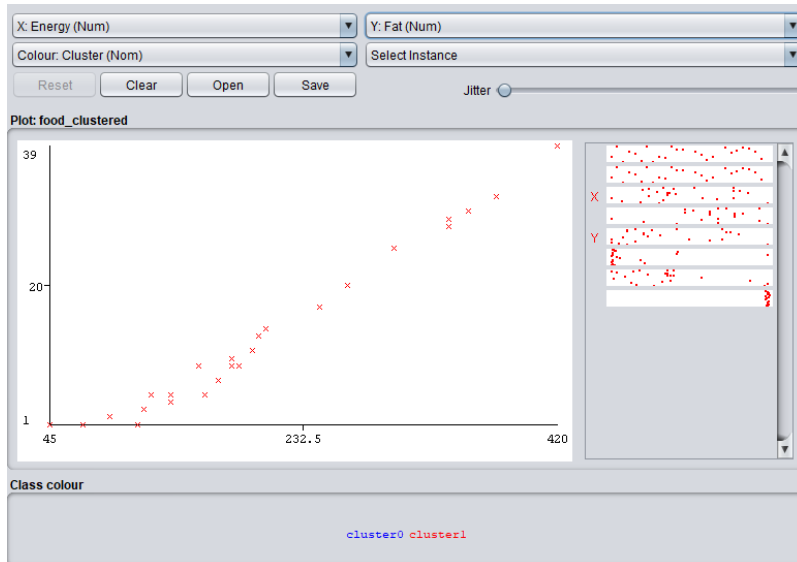 X: Energy (Num) Y: Fat (Num)
Colour: Cluster (Nom) Select Instance
Reset Clear Open Save Jitter
Plot: food_clustered
39
20
1
45 232.5 420
X
Y
Class colour
cluster0 cluster1